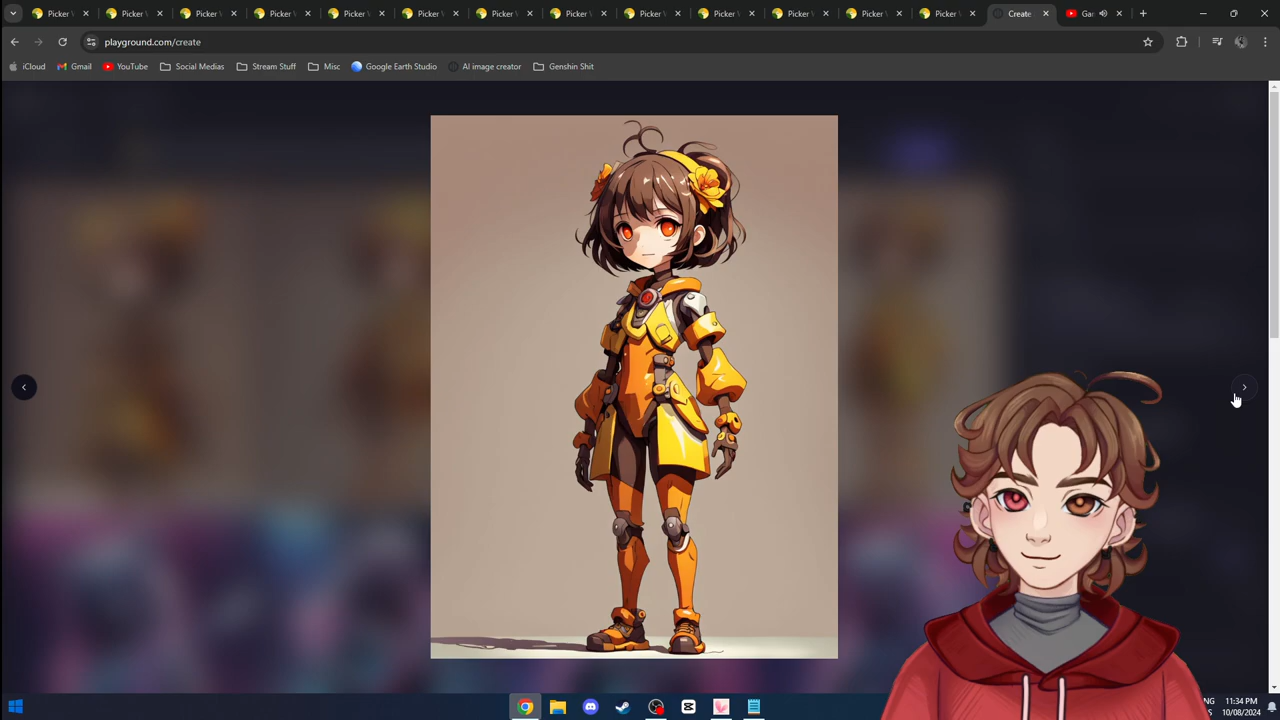 Picker
Picker
Picker
Picker
Picker
Picker
Picker
Picker
Picker
Picker
Picker
Picker
Picker
Create
Gar
playground.com/create
iCloud
Gmail
YouTube
Social Medias
Stream Stuff
Misc
Google Earth Studio
AI image creator
Genshin Shit
NG
11:34 PM
S
10/08/2024